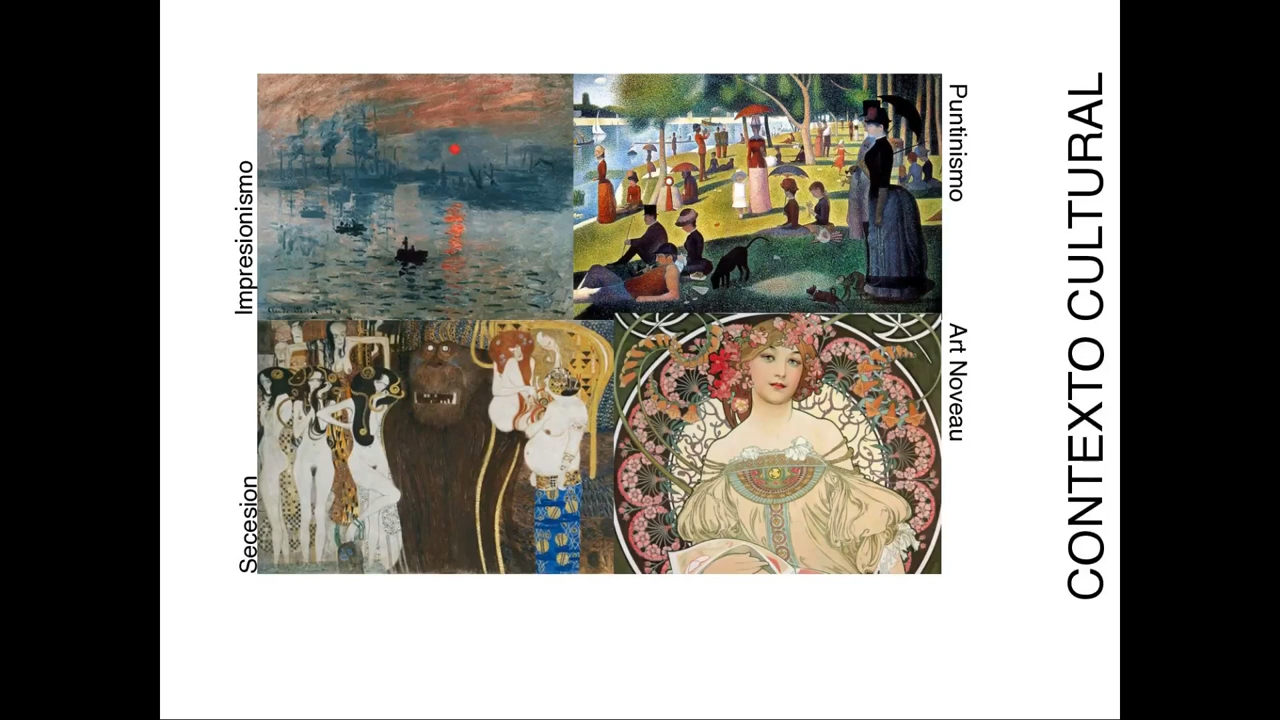 CONTEXTO CULTURAL
Impresionismo
Puntinismo
Secesion
Art Noveau